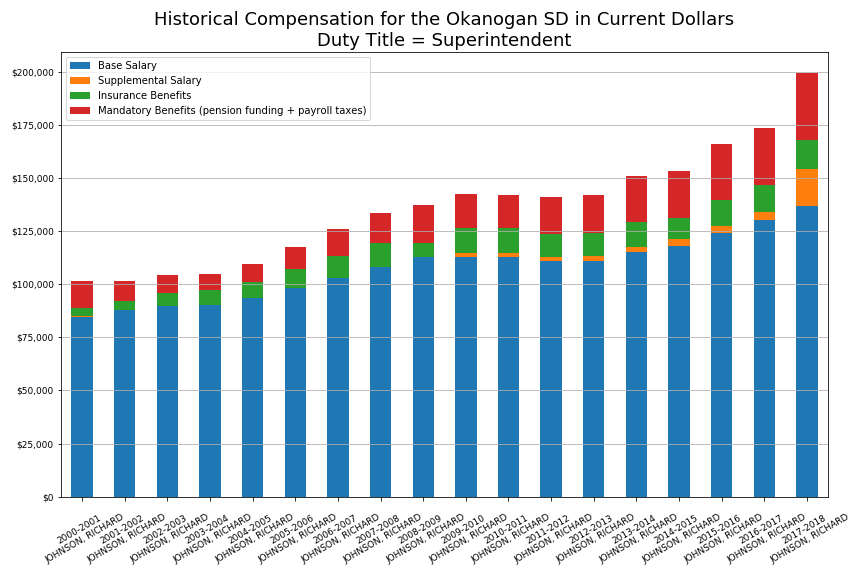 Historical Compensation for the Okanogan SD in Current Dollars
Duty Title = Superintendent
Base Salary
Supplemental Salary
Insurance Benefits
Mandatory Benefits (pension funding + payroll taxes)
$200,000
$175,000
$150,000
$125,000
$100,000
$75,000
$50,000
$25,000
$0
2000-2001
JOHNSON, RICHARD
2001-2002
JOHNSON, RICHARD
2002-2003
JOHNSON, RICHARD
2003-2004
JOHNSON, RICHARD
2004-2005
JOHNSON, RICHARD
2005-2006
JOHNSON, RICHARD
2006-2007
JOHNSON, RICHARD
2007-2008
JOHNSON, RICHARD
2008-2009
JOHNSON, RICHARD
2009-2010
JOHNSON, RICHARD
2010-2011
JOHNSON, RICHARD
2011-2012
JOHNSON, RICHARD
2012-2013
JOHNSON, RICHARD
2013-2014
JOHNSON, RICHARD
2014-2015
JOHNSON, RICHARD
2015-2016
JOHNSON, RICHARD
2016-2017
JOHNSON, RICHARD
2017-2018
JOHNSON, RICHARD